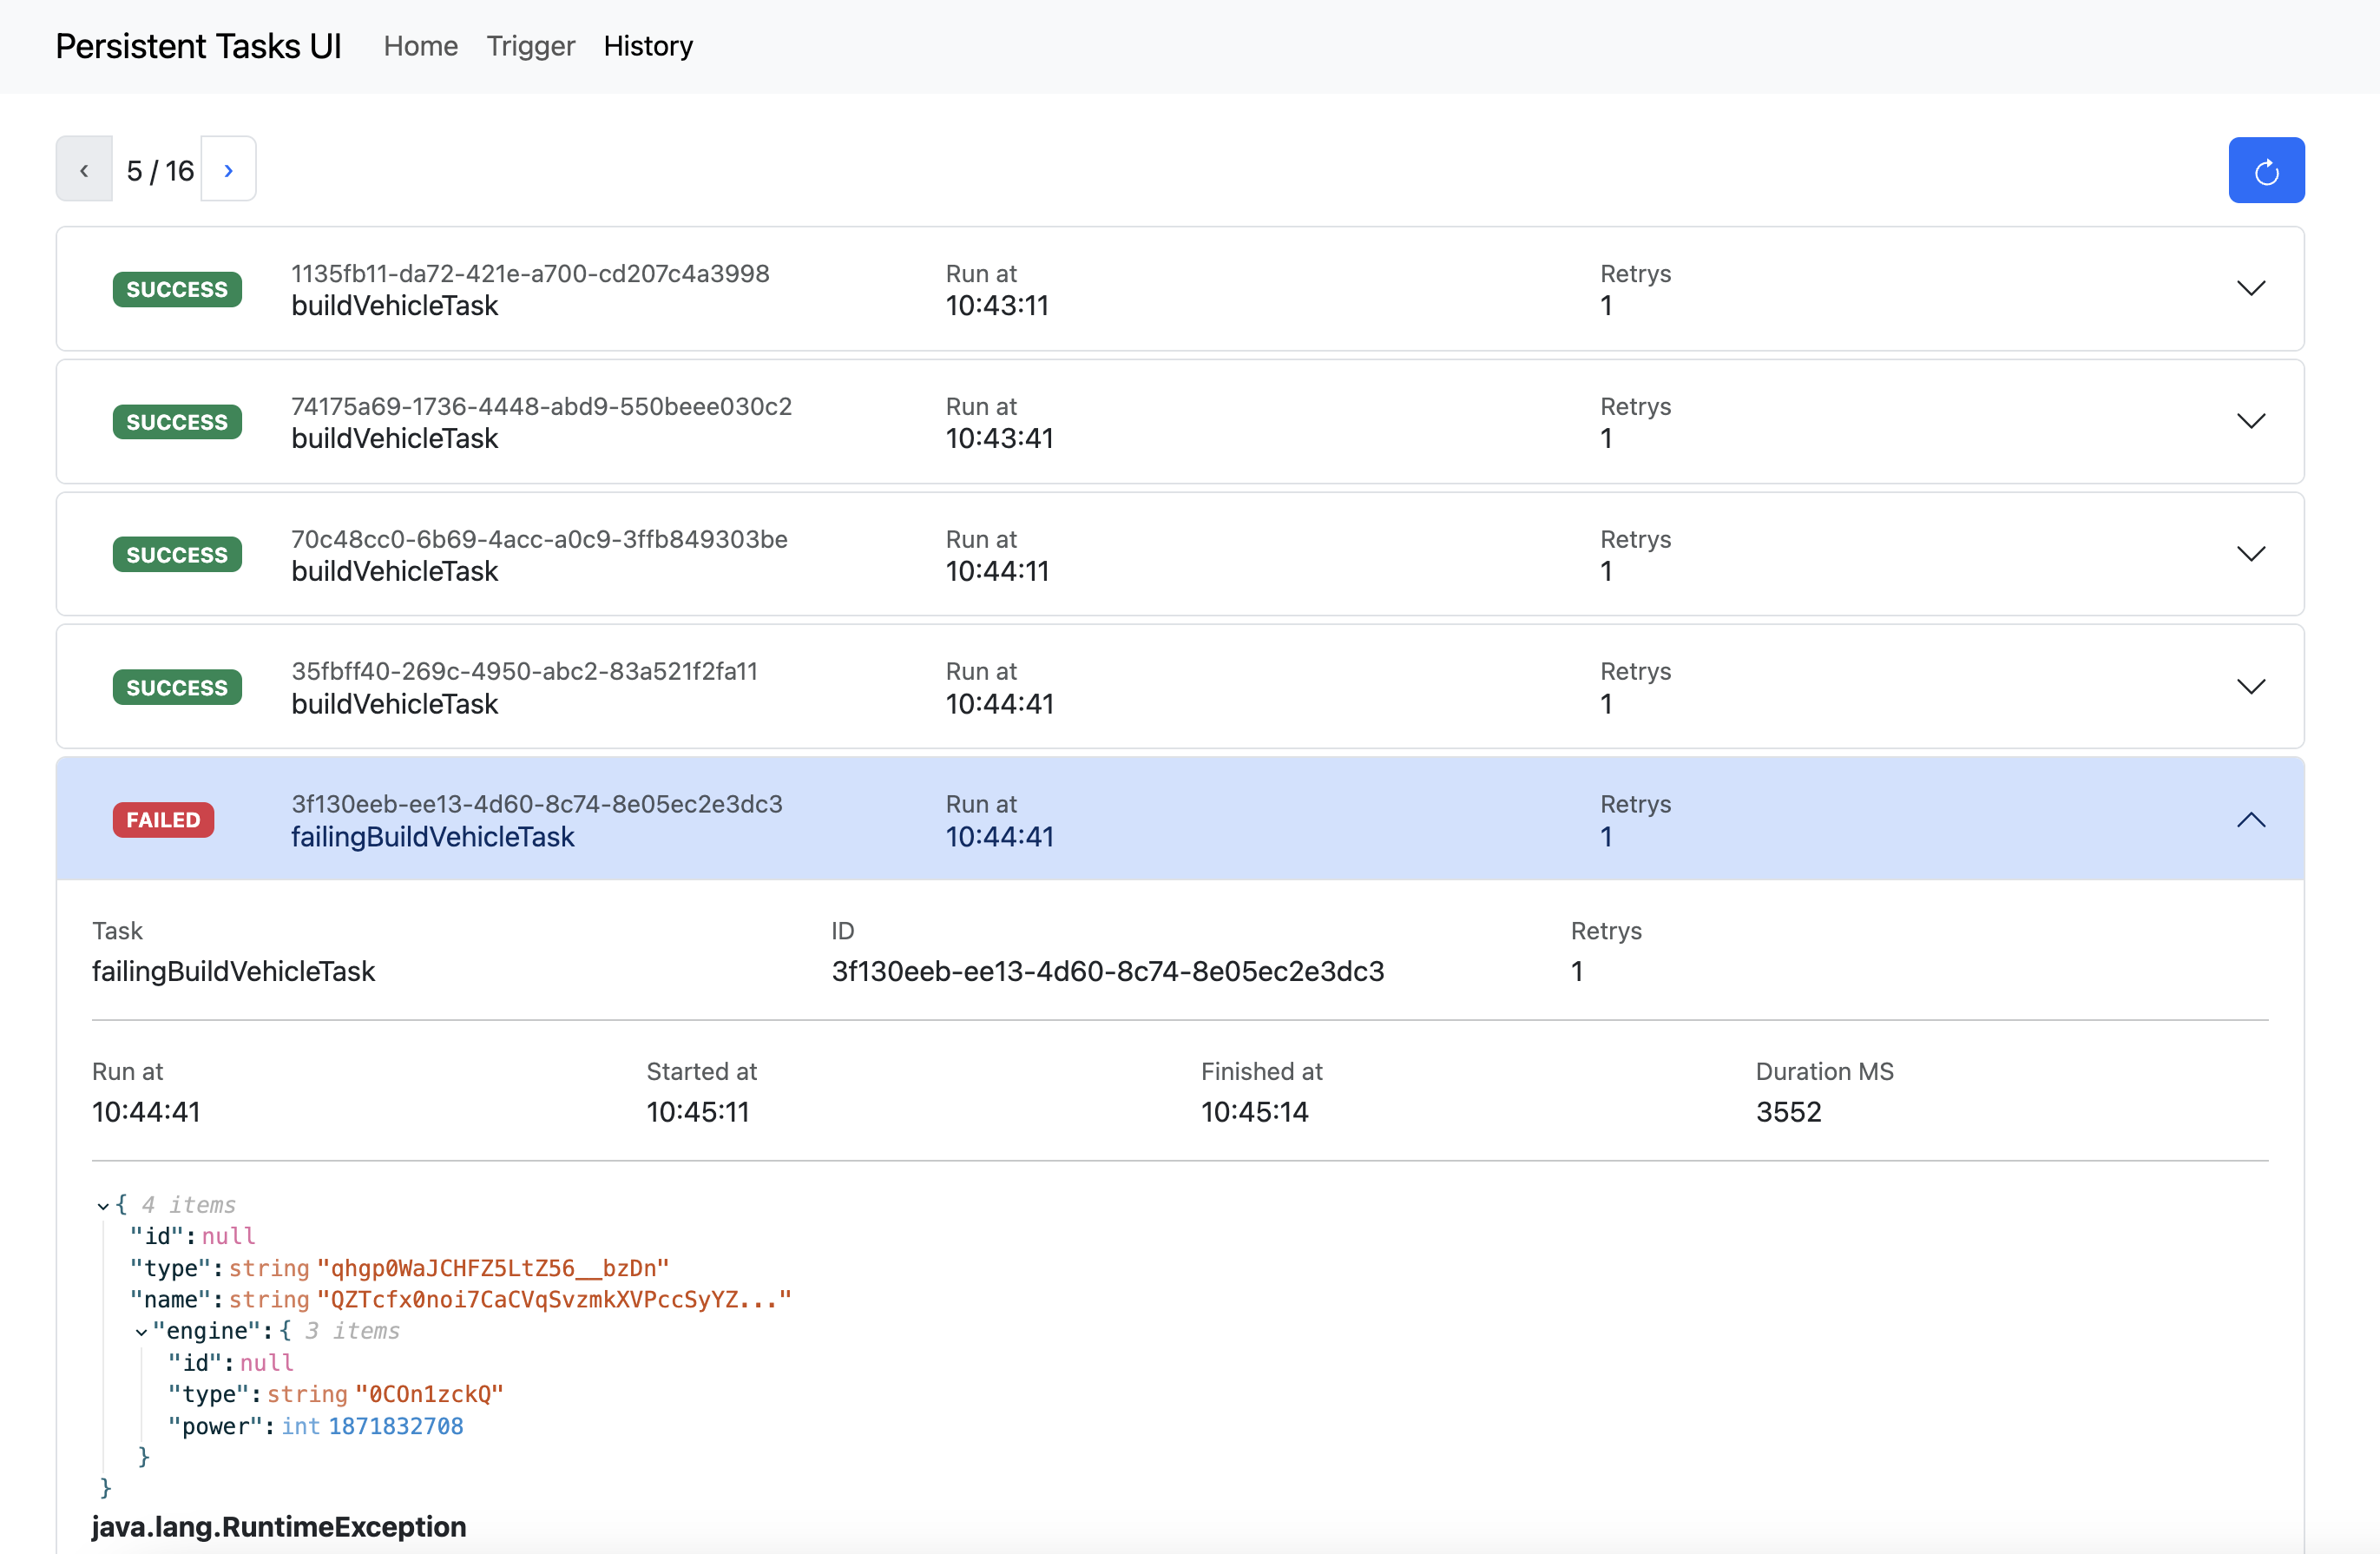 Persistent Tasks UI Home Trigger History
‹ 5 / 16 ›
1135fb11-da72-421e-a700-cd207c4a3998 Run at Retrys
SUCCESS buildVehicleTask 10:43:11 1
74175a69-1736-4448-abd9-550beee030c2 Run at Retrys
SUCCESS buildVehicleTask 10:43:41 1
70c48cc0-6b69-4acc-a0c9-3ffb849303be Run at Retrys
SUCCESS buildVehicleTask 10:44:11 1
35fbff40-269c-4950-abc2-83a521f2fa11 Run at Retrys
SUCCESS buildVehicleTask 10:44:41 1
3f130eeb-ee13-4d60-8c74-8e05ec2e3dc3 Run at Retrys
FAILED failingBuildVehicleTask 10:44:41 1
Task ID Retrys
failingBuildVehicleTask 3f130eeb-ee13-4d60-8c74-8e05ec2e3dc3 1
Run at Started at Finished at Duration MS
10:44:41 10:45:11 10:45:14 3552
{ 4 items
"id": null
"type": string "qhgp0WaJCHFZ5LtZ56__bzDn"
"name": string "QZTcfx0noi7CaCVqSvzmkXVPccSyYZ..."
"engine": { 3 items
"id": null
"type": string "0COn1zckQ"
"power": int 1871832708
}
}
java.lang.RuntimeException